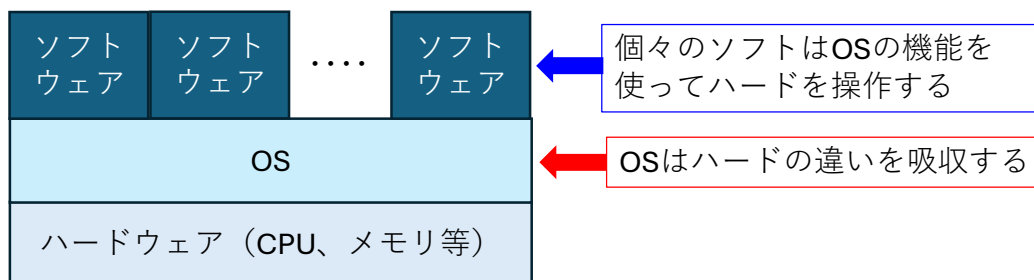 ソフト
ウェア
ソフト
ウェア
‥‥
ソフト
ウェア
個々のソフトはOSの機能を
使ってハードを操作する
OS
OSはハードの違いを吸収する
ハードウェア（CPU、メモリ等）